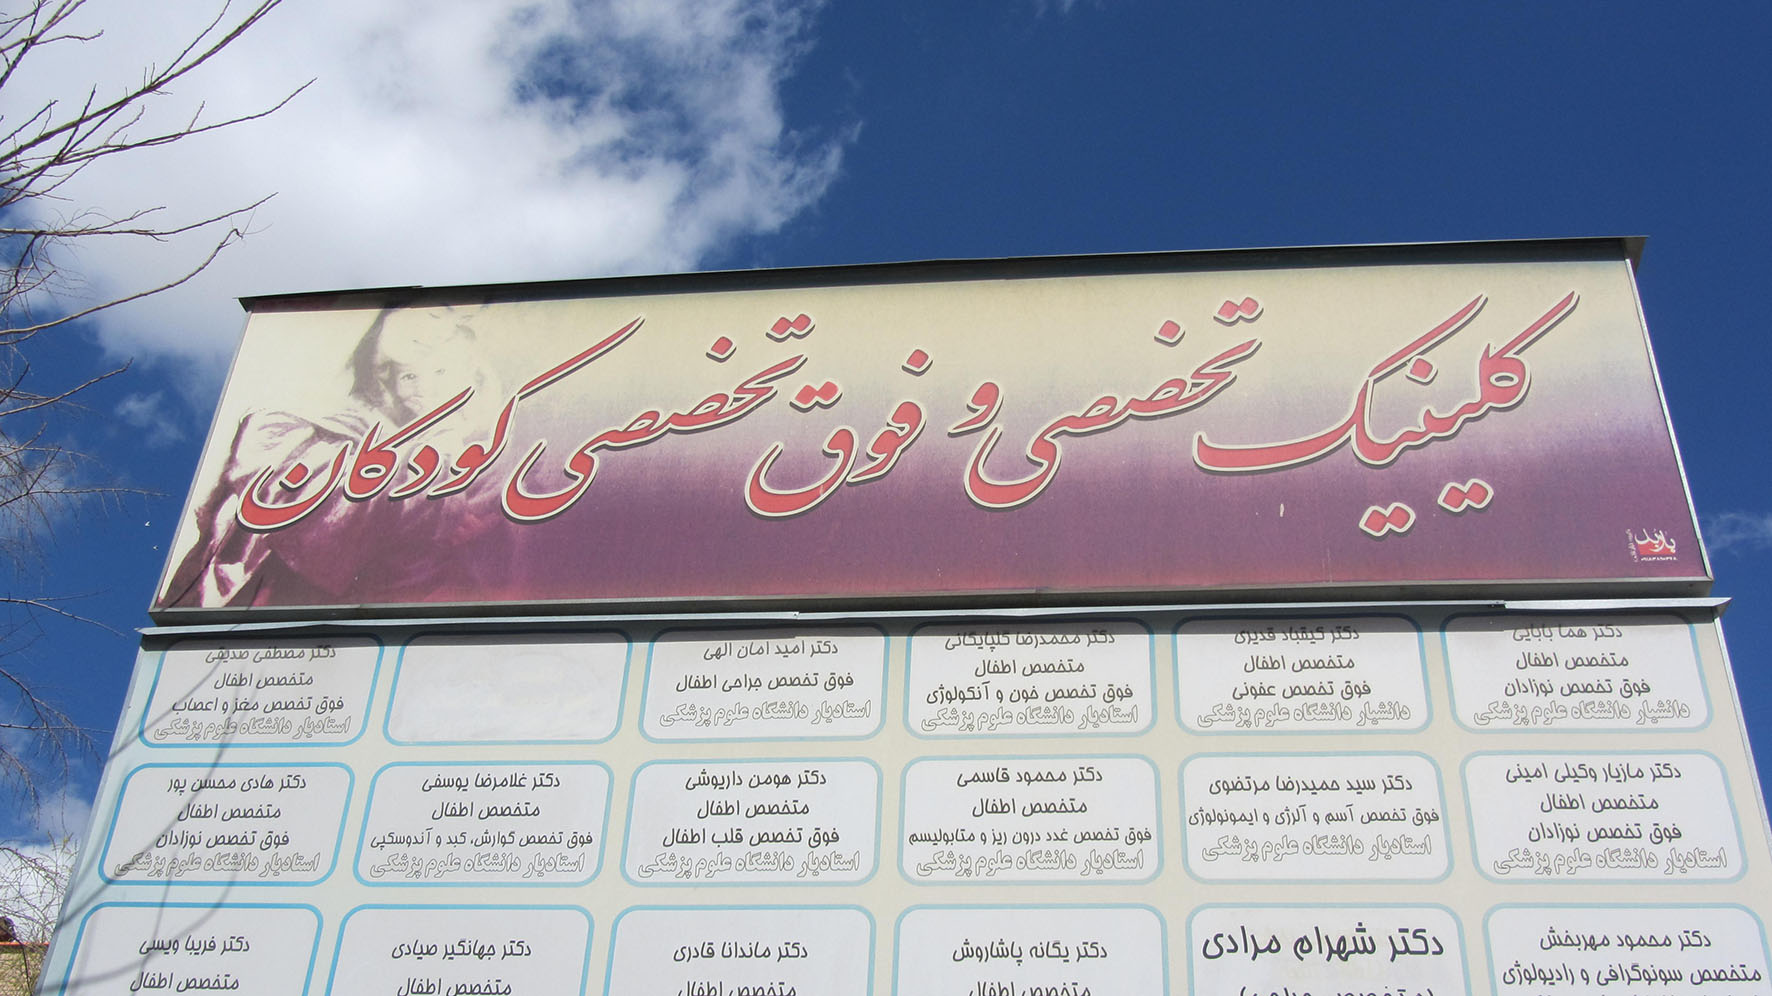 کلینیک تخصصی و فوق تخصصی کودکان
پارند
دکتر هما بابایی
متخصص اطفال
فوق تخصص نوزادان
دانشیار دانشگاه علوم پزشکی
دکتر کیقباد قدیری
متخصص اطفال
فوق تخصص عفونی
دانشیار دانشگاه علوم پزشکی
دکتر محمدرضا گلپایگانی
متخصص اطفال
فوق تخصص خون و آنکولوژی
استادیار دانشگاه علوم پزشکی
دکتر امید امان الهی
فوق تخصص جراحی اطفال
استادیار دانشگاه علوم پزشکی
دکتر مصطفی صدیقی
متخصص اطفال
فوق تخصص مغز و اعصاب
استادیار دانشگاه علوم پزشکی
دکتر مازیار وکیلی امینی
متخصص اطفال
فوق تخصص نوزادان
استادیار دانشگاه علوم پزشکی
دکتر سید حمیدرضا مرتضوی
فوق تخصص آسم و آلرژی و ایمونولوژی
استادیار دانشگاه علوم پزشکی
دکتر محمود قاسمی
متخصص اطفال
فوق تخصص غدد درون ریز و متابولیسم
استادیار دانشگاه علوم پزشکی
دکتر هومن داریوشی
متخصص اطفال
فوق تخصص قلب اطفال
استادیار دانشگاه علوم پزشکی
دکتر غلامرضا یوسفی
متخصص اطفال
فوق تخصص گوارش، کبد و آندوسکپی
استادیار دانشگاه علوم پزشکی
دکتر هادی محسن پور
متخصص اطفال
فوق تخصص نوزادان
استادیار دانشگاه علوم پزشکی
دکتر محمود مهربخش
متخصص سونوگرافی و رادیولوژی
دکتر شهرام مرادی
دکتر یگانه پاشاروش
متخصص اطفال
دکتر ماندانا قادری
متخصص اطفال
دکتر جهانگیر صیادی
متخصص اطفال
دکتر فریبا ویسی
متخصص اطفال